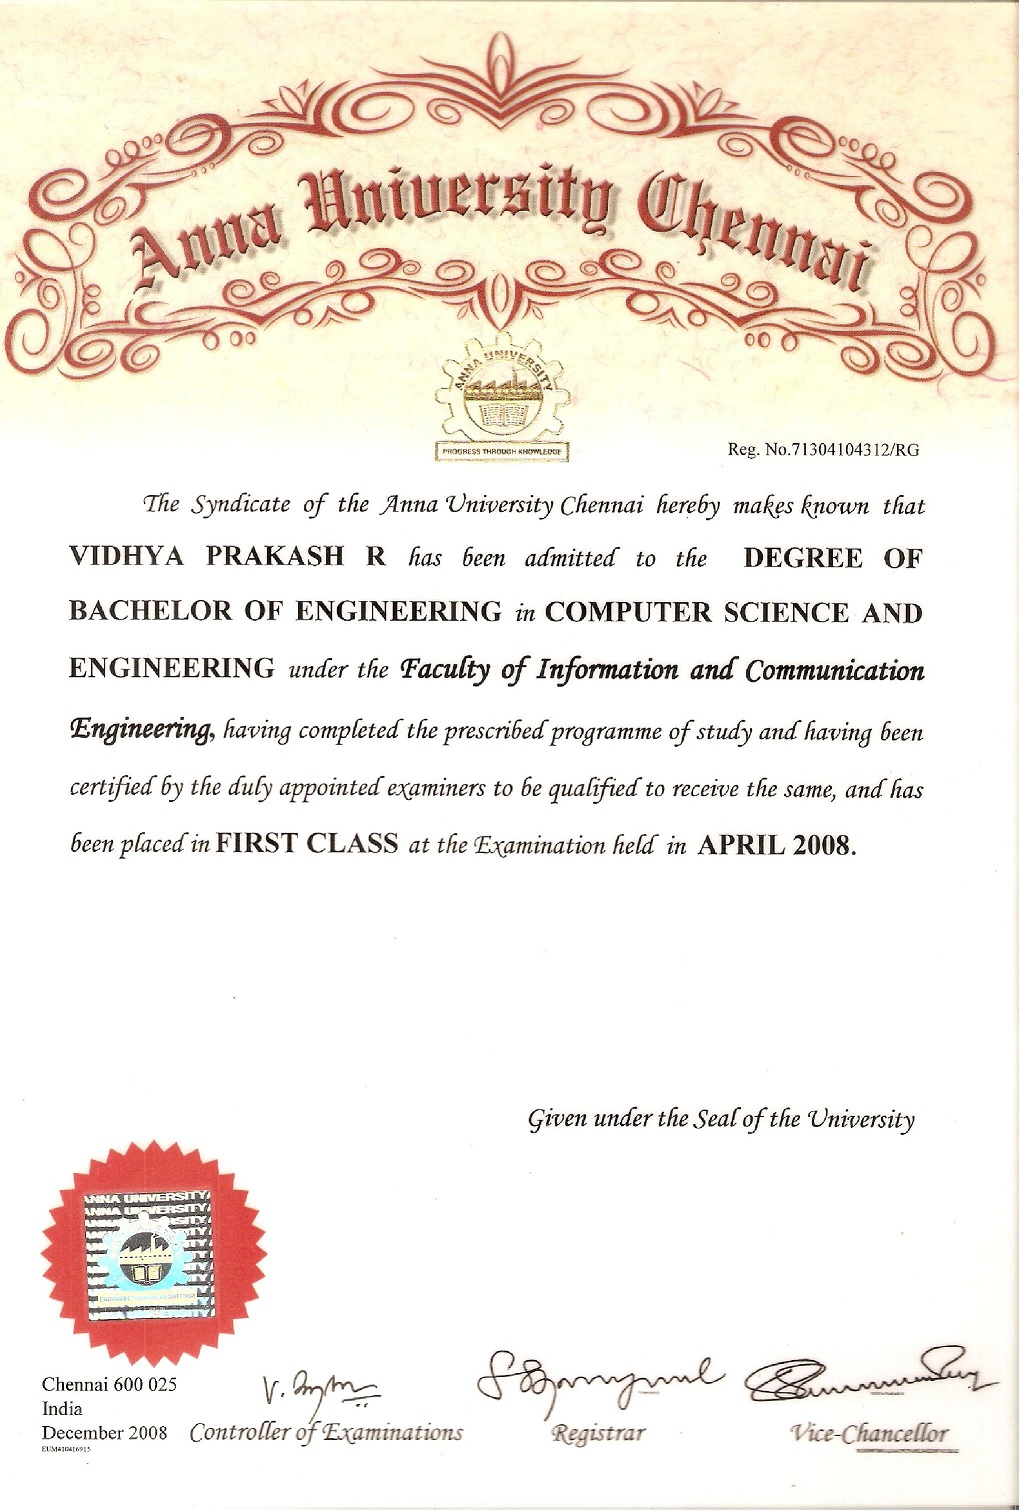 Anna University Chennai
ANNA UNIVERSITY
PROGRESS THROUGH KNOWLEDGE
Reg. No.71304104312/RG
The Syndicate of the Anna University Chennai hereby makes known that
VIDHYA PRAKASH R has been admitted to the DEGREE OF
BACHELOR OF ENGINEERING in COMPUTER SCIENCE AND
ENGINEERING under the Faculty of Information and Communication
Engineering, having completed the prescribed programme of study and having been
certified by the duly appointed examiners to be qualified to receive the same, and has
been placed in FIRST CLASS at the Examination held in APRIL 2008.
Given under the Seal of the University
ANNA UNIVERSITY
ANNA UNIVERSITY
Chennai 600 025
India
December 2008
EUM410416915
Controller of Examinations
Registrar
Vice-Chancellor